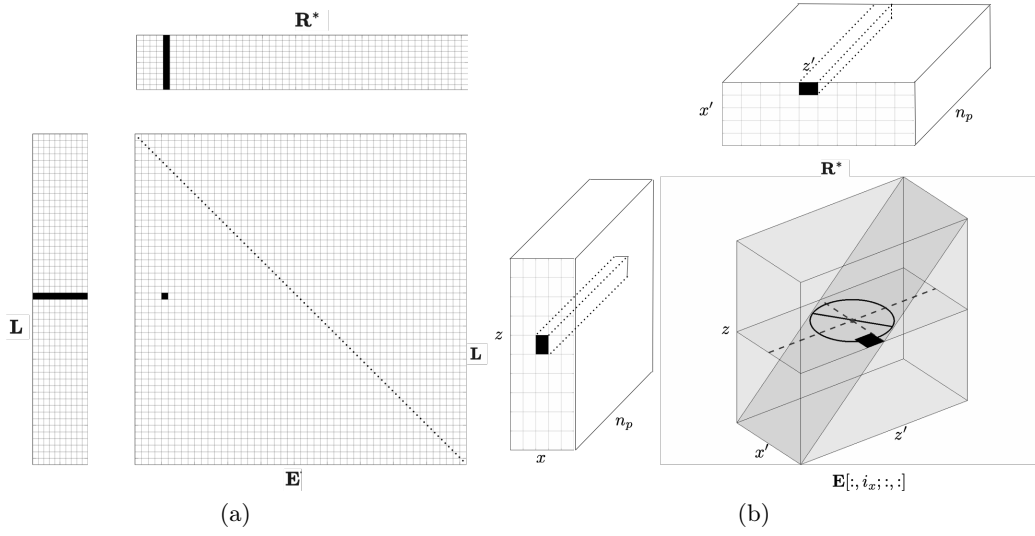 R*
L
E
(a)
z′
x′
n_p
R*
L
z
n_p
x
z
x′
z′
E[:, i_x; :, :]
(b)